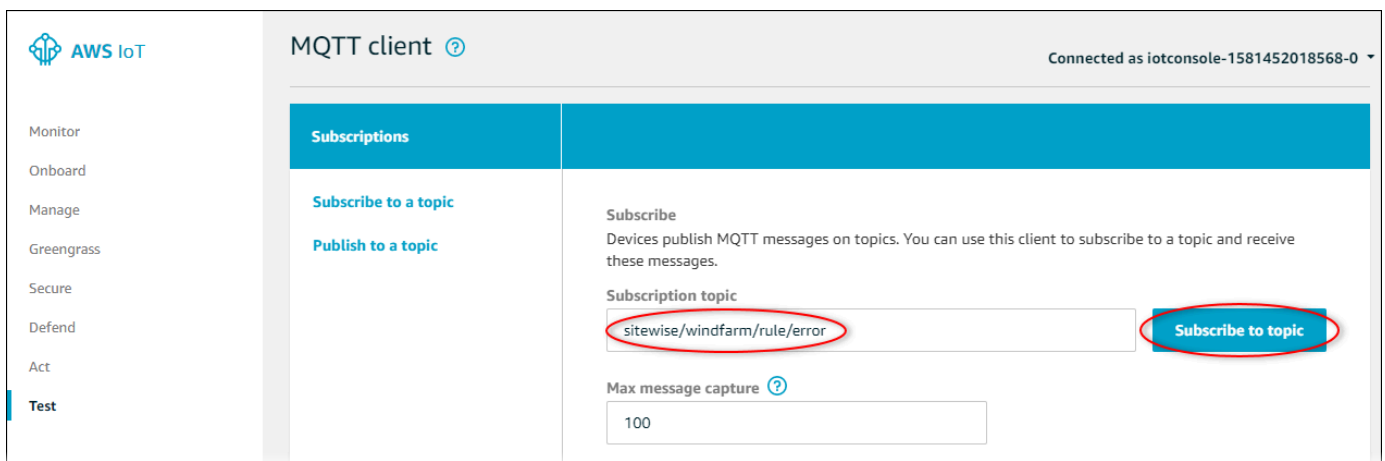 AWS IoT
MQTT client ?
Connected as iotconsole-1581452018568-0
Monitor
Onboard
Manage
Greengrass
Secure
Defend
Act
Test
Subscriptions
Subscribe to a topic
Publish to a topic
Subscribe
Devices publish MQTT messages on topics. You can use this client to subscribe to a topic and receive
these messages.
Subscription topic
sitewise/windfarm/rule/error
Subscribe to topic
Max message capture ?
100